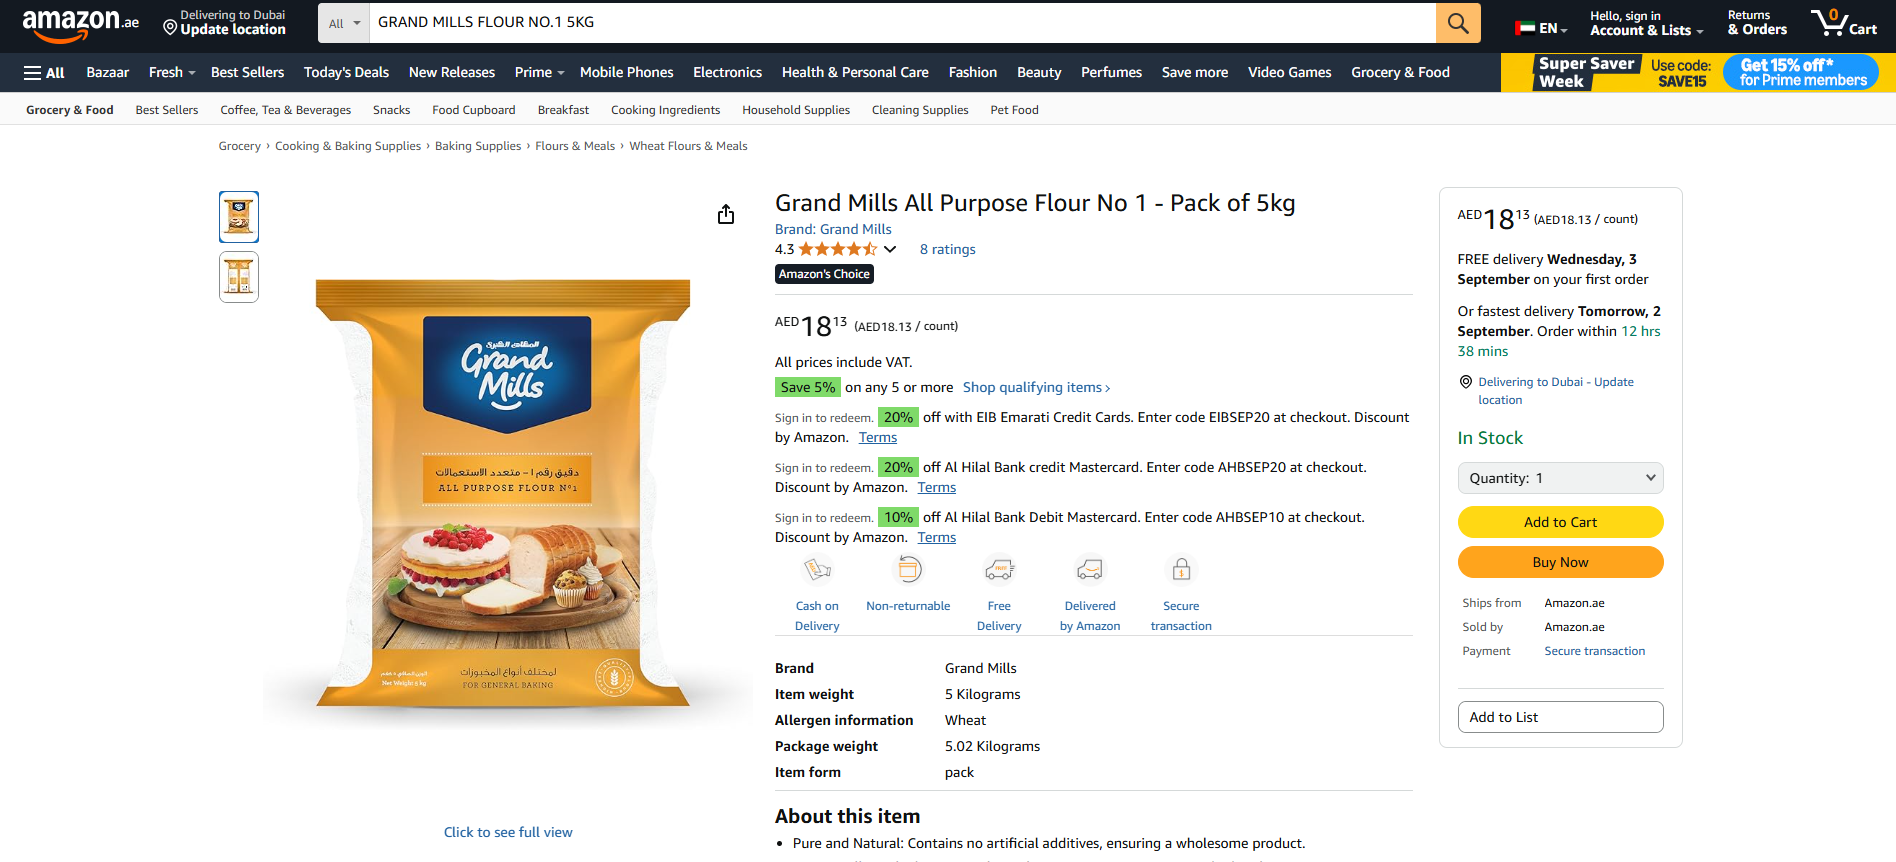 amazon.ae
Delivering to Dubai
Update location
All
GRAND MILLS FLOUR NO.1 5KG
EN
Hello, sign in
Account & Lists
Returns
& Orders
0
Cart
All
Bazaar
Fresh
Best Sellers
Today's Deals
New Releases
Prime
Mobile Phones
Electronics
Health & Personal Care
Fashion
Beauty
Perfumes
Save more
Video Games
Grocery & Food
Super Saver
Week
Use code:
SAVE15
Get 15% off*
for Prime members
Grocery & Food
Best Sellers
Coffee, Tea & Beverages
Snacks
Food Cupboard
Breakfast
Cooking Ingredients
Household Supplies
Cleaning Supplies
Pet Food
Grocery › Cooking & Baking Supplies › Baking Supplies › Flours & Meals › Wheat Flours & Meals
Grand Mills
دقيق رقم ١ – متعدد الاستعمالات
ALL PURPOSE FLOUR Nº1
لمختلف أنواع المخبوزات
FOR GENERAL BAKING
Net Weight 5 kg
Click to see full view
Grand Mills All Purpose Flour No 1 - Pack of 5kg
Brand: Grand Mills
4.3
8 ratings
Amazon's Choice
AED18 13 (AED18.13 / count)
All prices include VAT.
Save 5% on any 5 or more Shop qualifying items ›
Sign in to redeem. 20% off with EIB Emarati Credit Cards. Enter code EIBSEP20 at checkout. Discount
by Amazon. Terms
Sign in to redeem. 20% off Al Hilal Bank credit Mastercard. Enter code AHBSEP20 at checkout.
Discount by Amazon. Terms
Sign in to redeem. 10% off Al Hilal Bank Debit Mastercard. Enter code AHBSEP10 at checkout.
Discount by Amazon. Terms
Cash on
Delivery
Non-returnable
Free
Delivery
Delivered
by Amazon
Secure
transaction
Brand Grand Mills
Item weight 5 Kilograms
Allergen information Wheat
Package weight 5.02 Kilograms
Item form pack
About this item
• Pure and Natural: Contains no artificial additives, ensuring a wholesome product.
AED18 13 (AED18.13 / count)
FREE delivery Wednesday, 3
September on your first order
Or fastest delivery Tomorrow, 2
September. Order within 12 hrs
38 mins
Delivering to Dubai - Update
location
In Stock
Quantity: 1
Add to Cart
Buy Now
Ships from Amazon.ae
Sold by Amazon.ae
Payment Secure transaction
Add to List